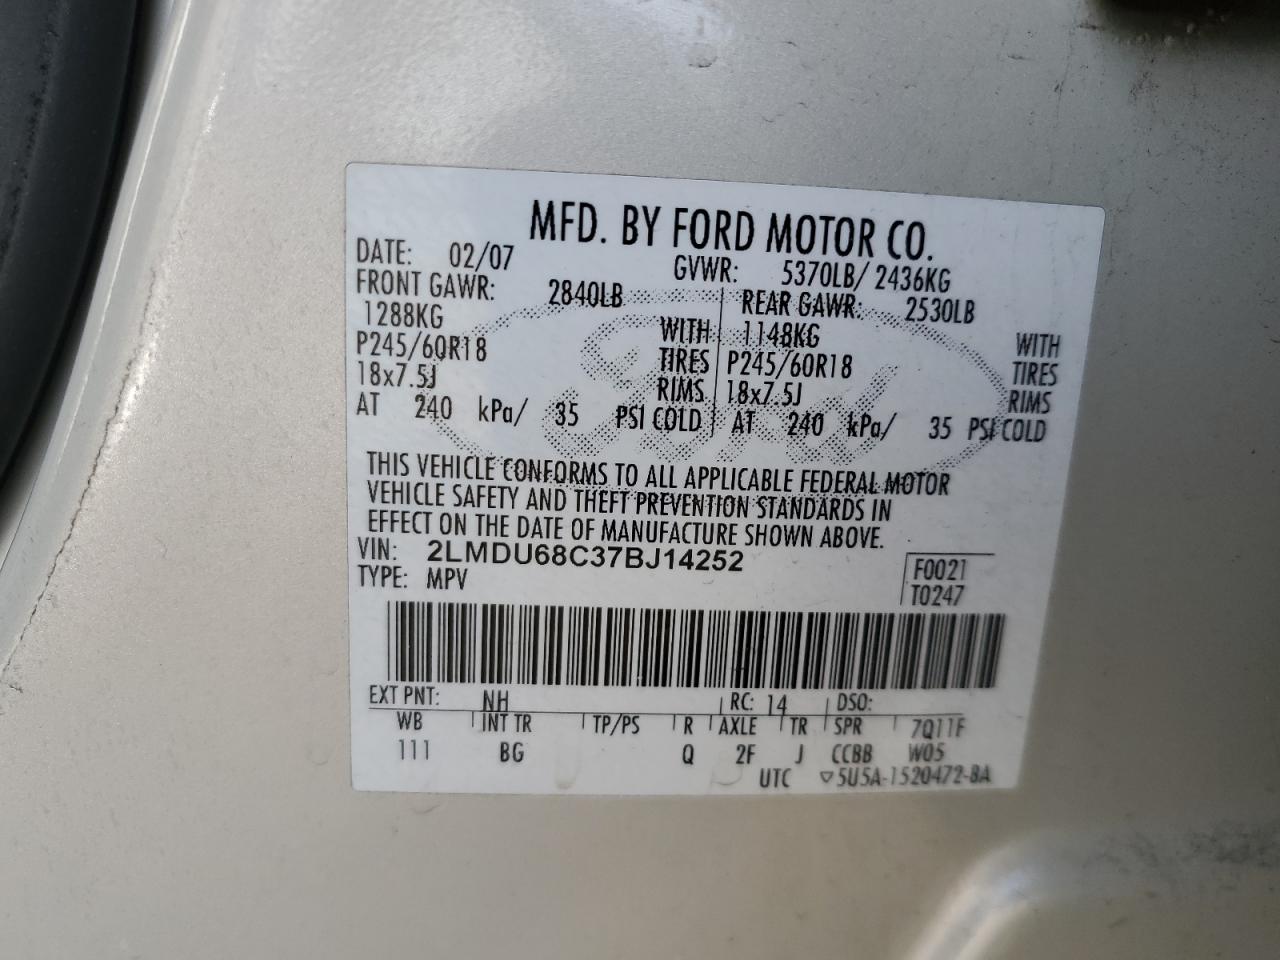 MFD. BY FORD MOTOR CO.
DATE: 02/07 GVWR: 5370LB/ 2436KG
FRONT GAWR: 2840LB REAR GAWR: 2530LB
1288KG WITH 1148KG WITH
P245/60R18 TIRES P245/60R18 TIRES
18x7.5J RIMS 18x7.5J RIMS
AT 240 kPa/ 35 PSI COLD AT 240 kPa/ 35 PSI COLD
THIS VEHICLE CONFORMS TO ALL APPLICABLE FEDERAL MOTOR
VEHICLE SAFETY AND THEFT PREVENTION STANDARDS IN
EFFECT ON THE DATE OF MANUFACTURE SHOWN ABOVE.
VIN: 2LMDU68C37BJ14252 F0021
TYPE: MPV T0247
EXT PNT: NH RC: 14 DSO:
WB INT TR TP/PS R AXLE TR SPR 7Q11F
111 BG Q 2F J CCBB W05
UTC ▽5U5A-1520472-BA
Ford